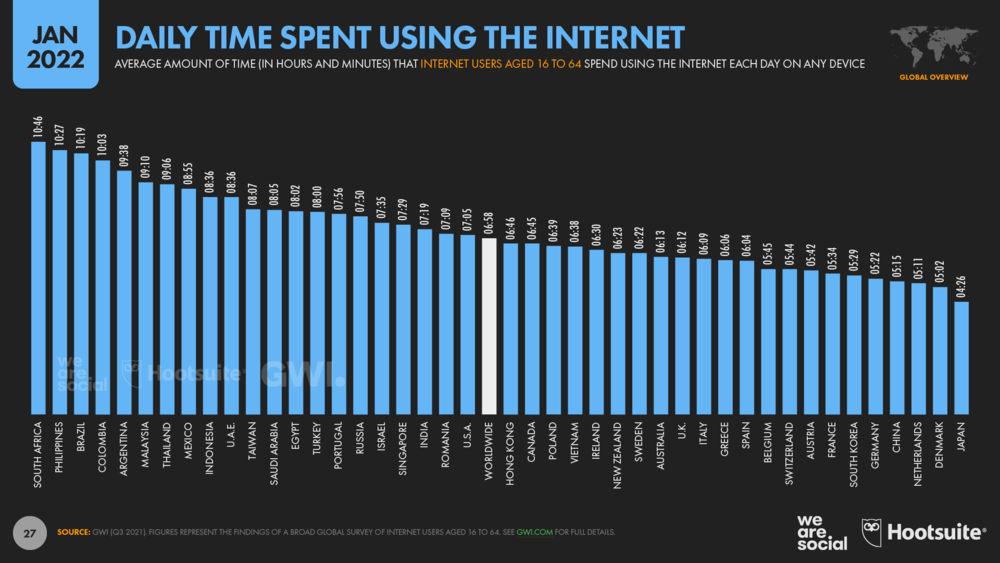 JAN
2022
DAILY TIME SPENT USING THE INTERNET
AVERAGE AMOUNT OF TIME (IN HOURS AND MINUTES) THAT INTERNET USERS AGED 16 TO 64 SPEND USING THE INTERNET EACH DAY ON ANY DEVICE
GLOBAL OVERVIEW
10:46
10:27
10:19
10:03
09:38
09:10
09:06
08:55
08:36
08:36
08:07
08:05
08:02
08:00
07:56
07:50
07:35
07:29
07:19
07:09
07:05
06:58
06:46
06:45
06:39
06:38
06:30
06:23
06:22
06:13
06:12
06:09
06:06
06:04
05:45
05:44
05:42
05:34
05:29
05:22
05:15
05:11
05:02
04:26
we
are
social
Hootsuite®
GWI.
SOUTH AFRICA
PHILIPPINES
BRAZIL
COLOMBIA
ARGENTINA
MALAYSIA
THAILAND
MEXICO
INDONESIA
U.A.E.
TAIWAN
SAUDI ARABIA
EGYPT
TURKEY
PORTUGAL
RUSSIA
ISRAEL
SINGAPORE
INDIA
ROMANIA
U.S.A.
WORLDWIDE
HONG KONG
CANADA
POLAND
VIETNAM
IRELAND
NEW ZEALAND
SWEDEN
AUSTRALIA
U.K.
ITALY
GREECE
SPAIN
BELGIUM
SWITZERLAND
AUSTRIA
FRANCE
SOUTH KOREA
GERMANY
CHINA
NETHERLANDS
DENMARK
JAPAN
27
SOURCE: GWI (Q3 2021). FIGURES REPRESENT THE FINDINGS OF A BROAD GLOBAL SURVEY OF INTERNET USERS AGED 16 TO 64. SEE GWI.COM FOR FULL DETAILS.
we
are
social
Hootsuite®